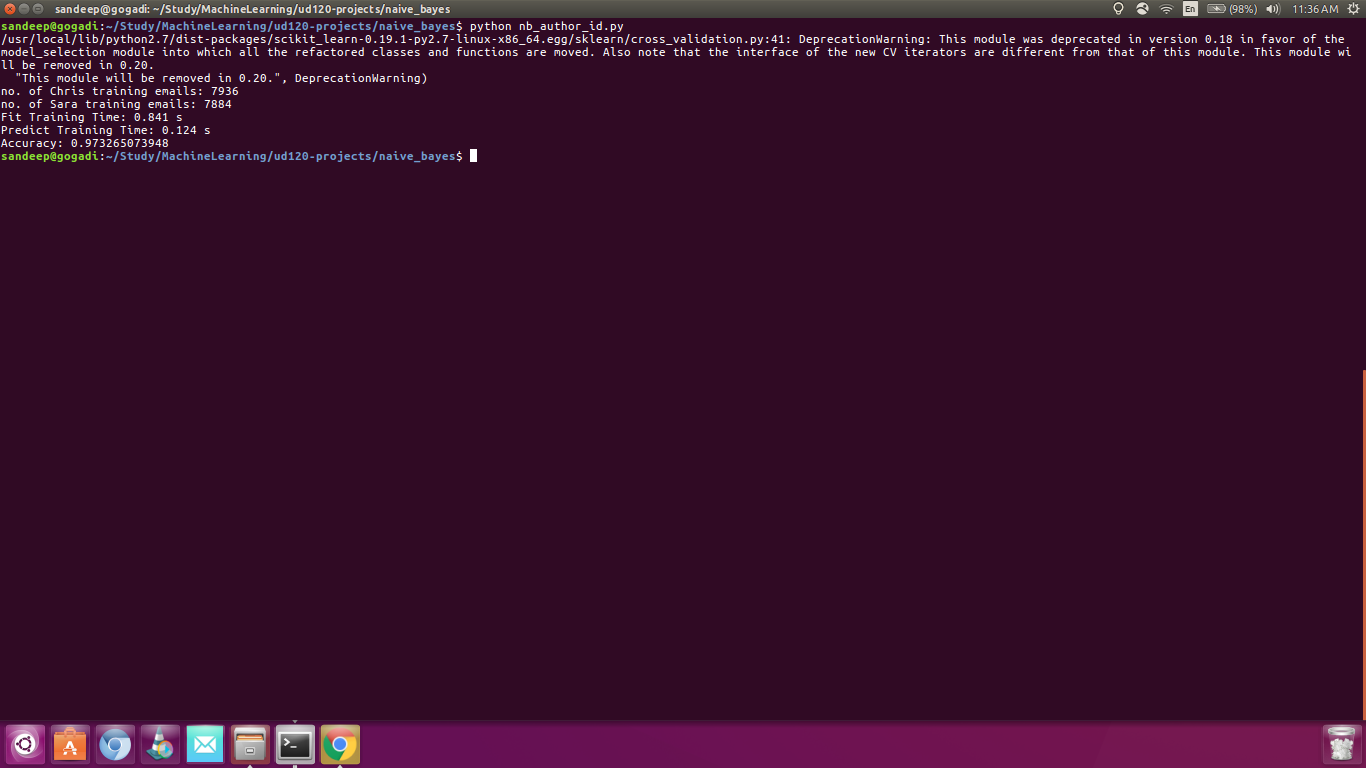 sandeep@gogadi: ~/Study/MachineLearning/ud120-projects/naive_bayes
En (98%) 11:36 AM
sandeep@gogadi:~/Study/MachineLearning/ud120-projects/naive_bayes$ python nb_author_id.py
/usr/local/lib/python2.7/dist-packages/scikit_learn-0.19.1-py2.7-linux-x86_64.egg/sklearn/cross_validation.py:41: DeprecationWarning: This module was deprecated in version 0.18 in favor of the
model_selection module into which all the refactored classes and functions are moved. Also note that the interface of the new CV iterators are different from that of this module. This module wi
ll be removed in 0.20.
  "This module will be removed in 0.20.", DeprecationWarning)
no. of Chris training emails: 7936
no. of Sara training emails: 7884
Fit Training Time: 0.841 s
Predict Training Time: 0.124 s
Accuracy: 0.973265073948
sandeep@gogadi:~/Study/MachineLearning/ud120-projects/naive_bayes$